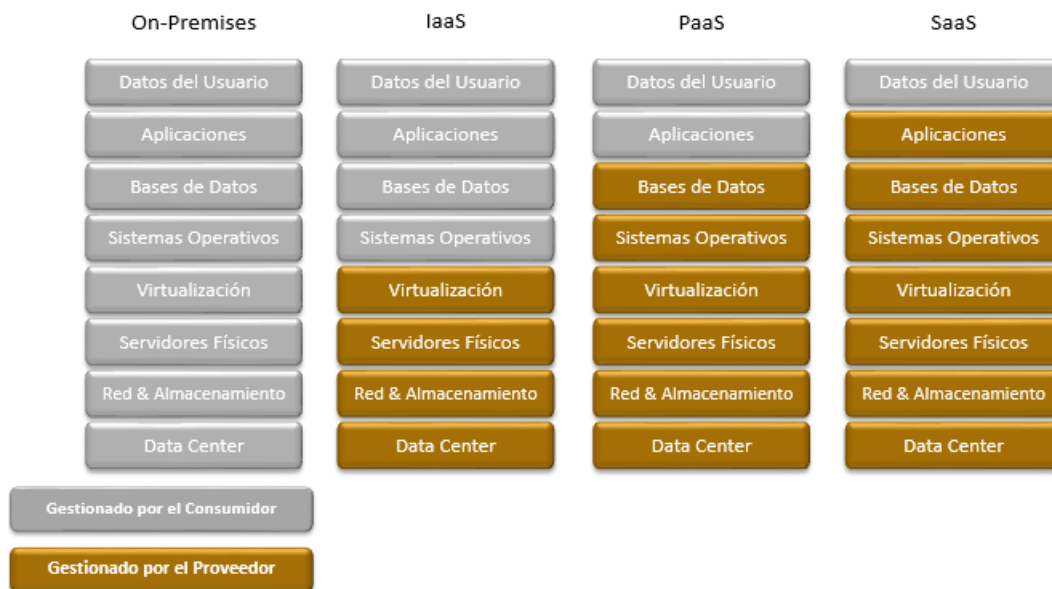 On-Premises IaaS PaaS SaaS
Datos del Usuario Datos del Usuario Datos del Usuario Datos del Usuario
Aplicaciones Aplicaciones Aplicaciones Aplicaciones
Bases de Datos Bases de Datos Bases de Datos Bases de Datos
Sistemas Operativos Sistemas Operativos Sistemas Operativos Sistemas Operativos
Virtualización Virtualización Virtualización Virtualización
Servidores Físicos Servidores Físicos Servidores Físicos Servidores Físicos
Red & Almacenamiento Red & Almacenamiento Red & Almacenamiento Red & Almacenamiento
Data Center Data Center Data Center Data Center
Gestionado por el Consumidor
Gestionado por el Proveedor